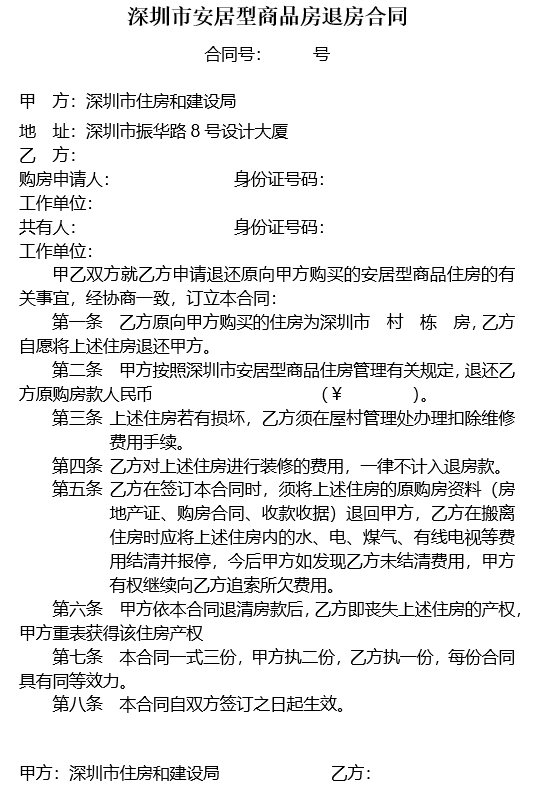 深圳市安居型商品房退房合同
合同号：　　　号
甲　方：深圳市住房和建设局
地　址：深圳市振华路8号设计大厦
乙　方：
购房申请人：　　　　　　　身份证号码：
工作单位：
共有人：　　　　　　　　　身份证号码：
工作单位：
甲乙双方就乙方申请退还原向甲方购买的安居型商品住房的有
关事宜，经协商一致，订立本合同：
第一条　乙方原向甲方购买的住房为深圳市　村　栋　房，乙方
自愿将上述住房退还甲方。
第二条　甲方按照深圳市安居型商品住房管理有关规定，退还乙
方原购房款人民币　　　　　　　　　　（￥　　　　）。
第三条 上述住房若有损坏，乙方须在屋村管理处办理扣除维修
费用手续。
第四条 乙方对上述住房进行装修的费用，一律不计入退房款。
第五条 乙方在签订本合同时，须将上述住房的原购房资料（房
地产证、购房合同、收款收据）退回甲方，乙方在搬离
住房时应将上述住房内的水、电、煤气、有线电视等费
用结清并报停，今后甲方如发现乙方未结清费用，甲方
有权继续向乙方追索所欠费用。
第六条　甲方依本合同退清房款后，乙方即丧失上述住房的产权，
甲方重表获得该住房产权
第七条　本合同一式三份，甲方执二份，乙方执一份，每份合同
具有同等效力。
第八条　本合同自双方签订之日起生效。
甲方：深圳市住房和建设局　　　　　　　乙方：